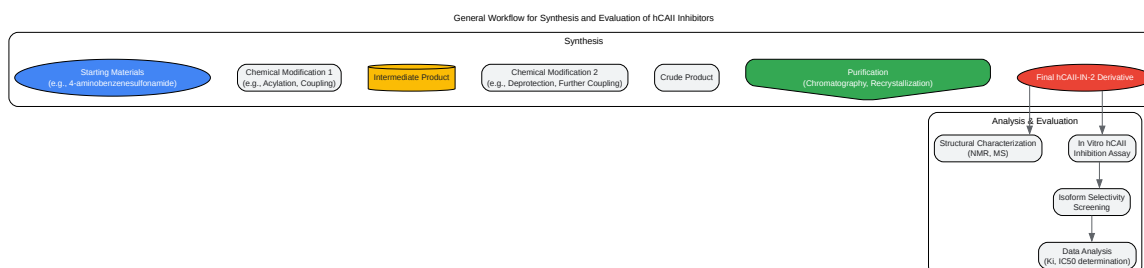 General Workflow for Synthesis and Evaluation of hCAII Inhibitors
Synthesis
Starting Materials
(e.g., 4-aminobenzenesulfonamide)
Chemical Modification 1
(e.g., Acylation, Coupling)
Intermediate Product
Chemical Modification 2
(e.g., Deprotection, Further Coupling)
Crude Product
Purification
(Chromatography, Recrystallization)
Final hCAII-IN-2 Derivative
Analysis & Evaluation
Structural Characterization
(NMR, MS)
In Vitro hCAII
Inhibition Assay
Isoform Selectivity
Screening
Data Analysis
(Ki, IC50 determination)